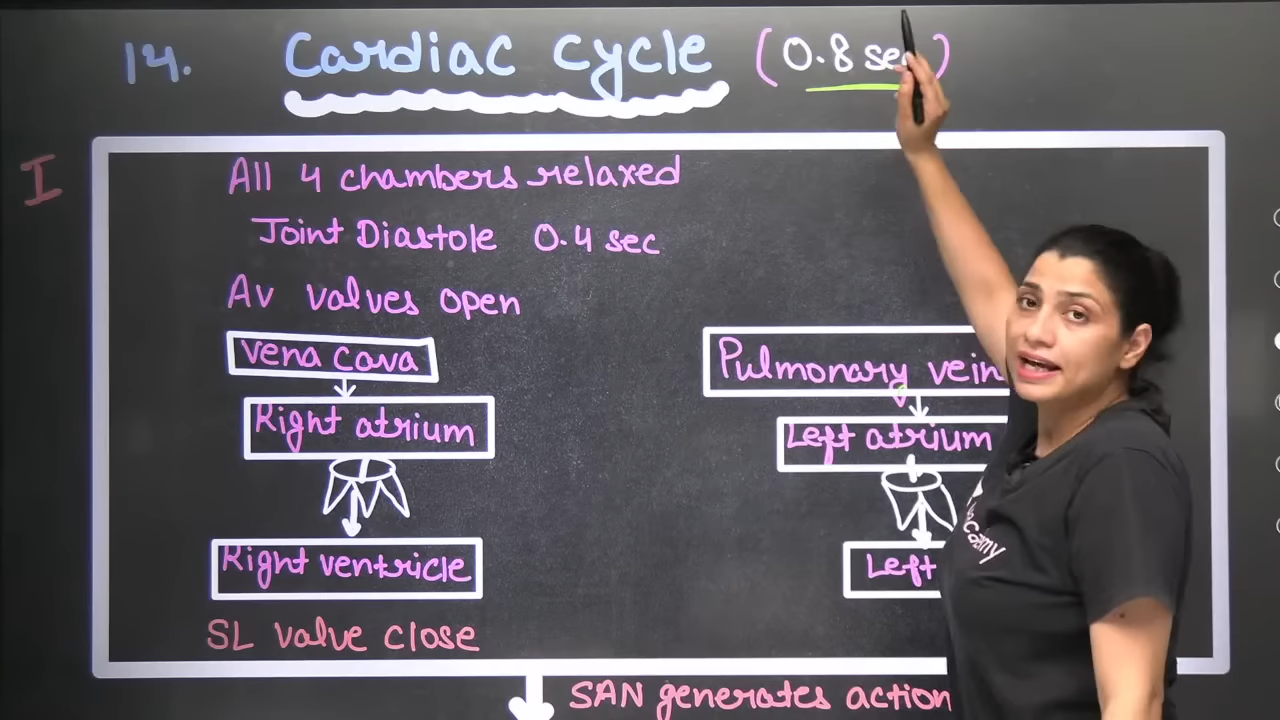 14. Cardiac Cycle (0.8 sec)
I
All 4 chambers relaxed
Joint Diastole 0.4 sec
Av valves open
Vena cava
Pulmonary vein
Right atrium
Left atrium
Right ventricle
Left
SL valve close
SAN generates action